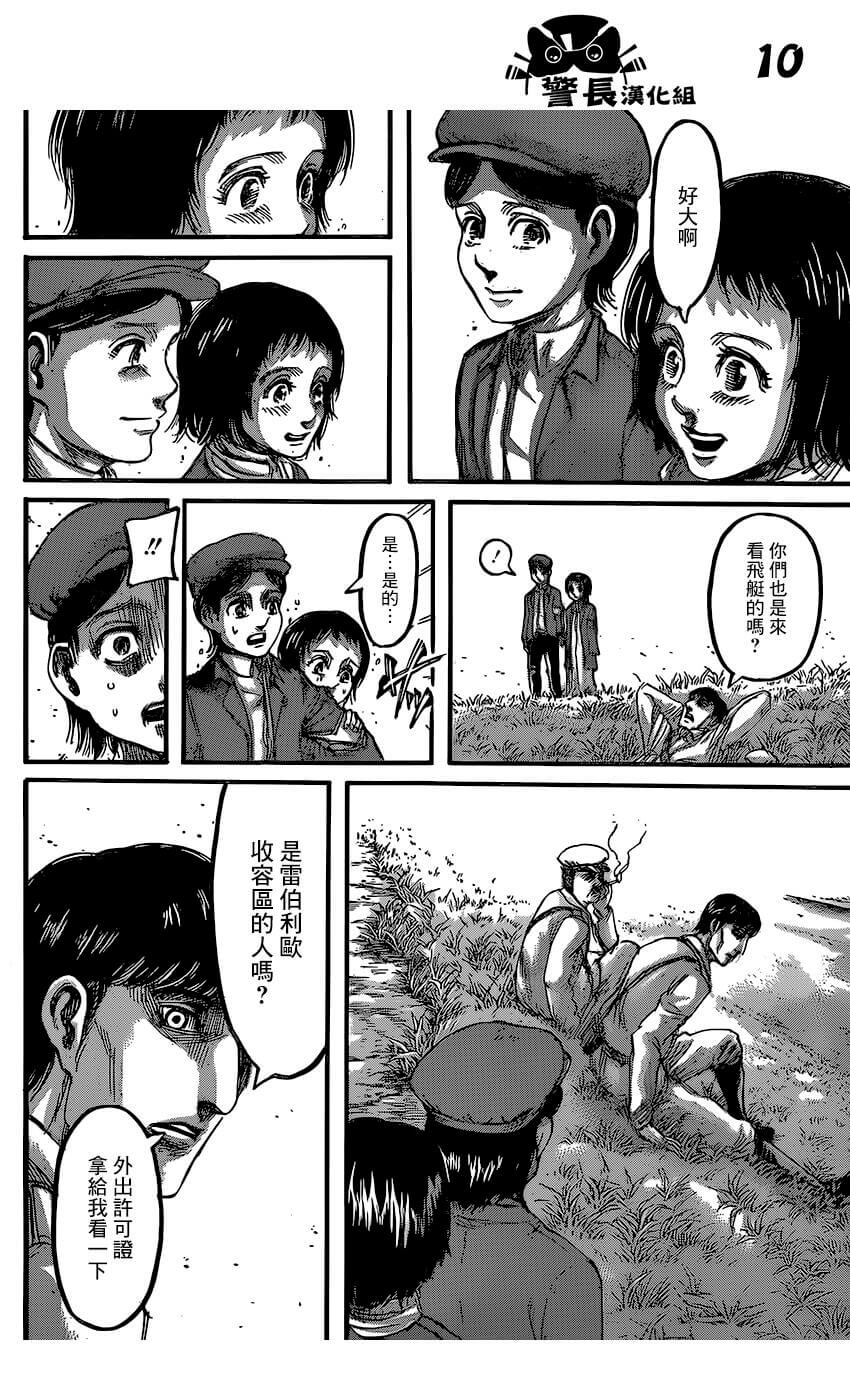 警長漢化組
10
好大啊
你們也是來
看飛艇的嗎？
！
是…是的…
!!
是雷伯利歐
收容區的人嗎？
外出許可證
拿給我看一下